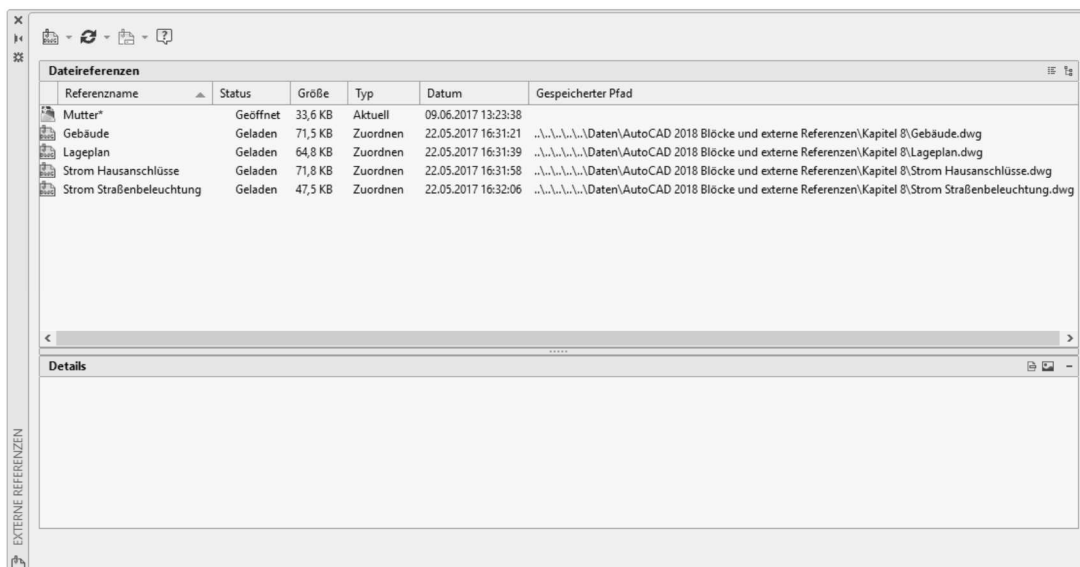 Dateireferenzen
Referenzname Status Größe Typ Datum Gespeicherter Pfad
Mutter* Geöffnet 33,6 KB Aktuell 09.06.2017 13:23:38
Gebäude Geladen 71,5 KB Zuordnen 22.05.2017 16:31:21 ..\..\..\..\..\Daten\AutoCAD 2018 Blöcke und externe Referenzen\Kapitel 8\Gebäude.dwg
Lageplan Geladen 64,8 KB Zuordnen 22.05.2017 16:31:39 ..\..\..\..\..\Daten\AutoCAD 2018 Blöcke und externe Referenzen\Kapitel 8\Lageplan.dwg
Strom Hausanschlüsse Geladen 71,8 KB Zuordnen 22.05.2017 16:31:58 ..\..\..\..\..\Daten\AutoCAD 2018 Blöcke und externe Referenzen\Kapitel 8\Strom Hausanschlüsse.dwg
Strom Straßenbeleuchtung Geladen 47,5 KB Zuordnen 22.05.2017 16:32:06 ..\..\..\..\..\Daten\AutoCAD 2018 Blöcke und externe Referenzen\Kapitel 8\Strom Straßenbeleuchtung.dwg
Details
EXTERNE REFERENZEN